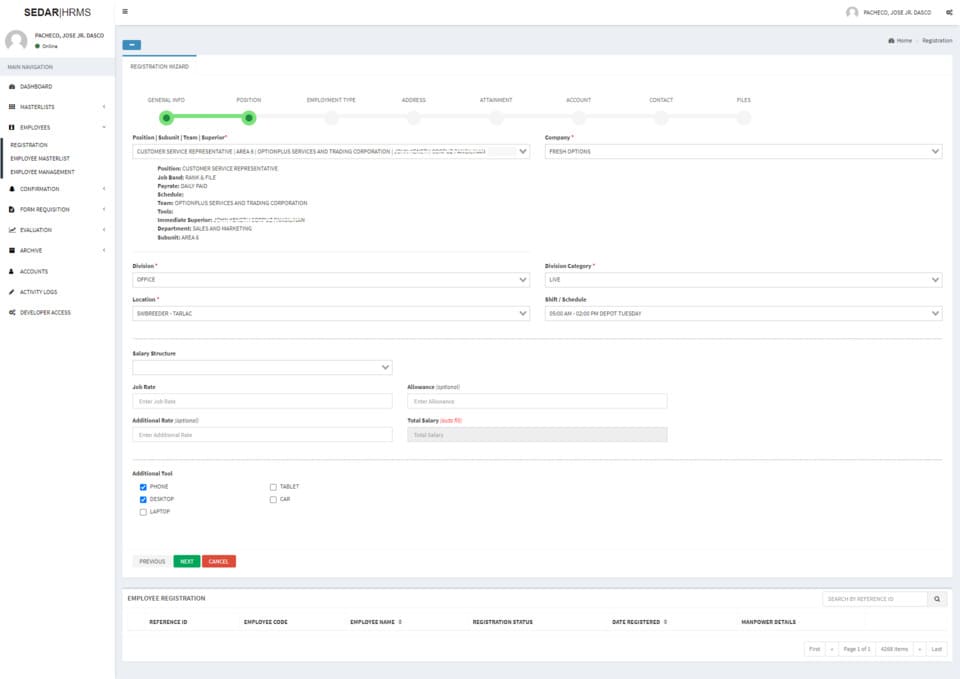 SEDAR|HRMS
PACHECO, JOSE JR. DASCO
PACHECO, JOSE JR. DASCO
Online
Home - Registration
MAIN NAVIGATION
DASHBOARD
MASTERLISTS
EMPLOYEES
REGISTRATION
EMPLOYEE MASTERLIST
EMPLOYEE MANAGEMENT
CONFIRMATION
FORM REQUISITION
EVALUATION
ARCHIVE
ACCOUNTS
ACTIVITY LOGS
DEVELOPER ACCESS
REGISTRATION WIZARD
GENERAL INFO POSITION EMPLOYMENT TYPE ADDRESS ATTAINMENT ACCOUNT CONTACT FILES
Position | Subunit | Team | Superior* Company *
CUSTOMER SERVICE REPRESENTATIVE | AREA 6 | OPTIONPLUS SERVICES AND TRADING CORPORATION | FRESH OPTIONS
Position: CUSTOMER SERVICE REPRESENTATIVE
Job Band: RANK & FILE
Payrate: DAILY PAID
Schedule:
Team: OPTIONPLUS SERVICES AND TRADING CORPORATION
Tools:
Immediate Superior:
Department: SALES AND MARKETING
Subunit: AREA 6
Division * Division Category *
OFFICE LIVE
Location * Shift / Schedule
SWBREEDER - TARLAC 05:00 AM - 02:00 PM DEPOT TUESDAY
Salary Structure
Job Rate Allowance (optional)
Enter Job Rate Enter Allowance
Additional Rate (optional) Total Salary (auto fill)
Enter Additional Rate Total Salary
Additional Tool
PHONE TABLET
DESKTOP CAR
LAPTOP
PREVIOUS NEXT CANCEL
EMPLOYEE REGISTRATION SEARCH BY REFERENCE ID
REFERENCE ID EMPLOYEE CODE EMPLOYEE NAME REGISTRATION STATUS DATE REGISTERED MANPOWER DETAILS
First « Page 1 of 1 4268 items » Last